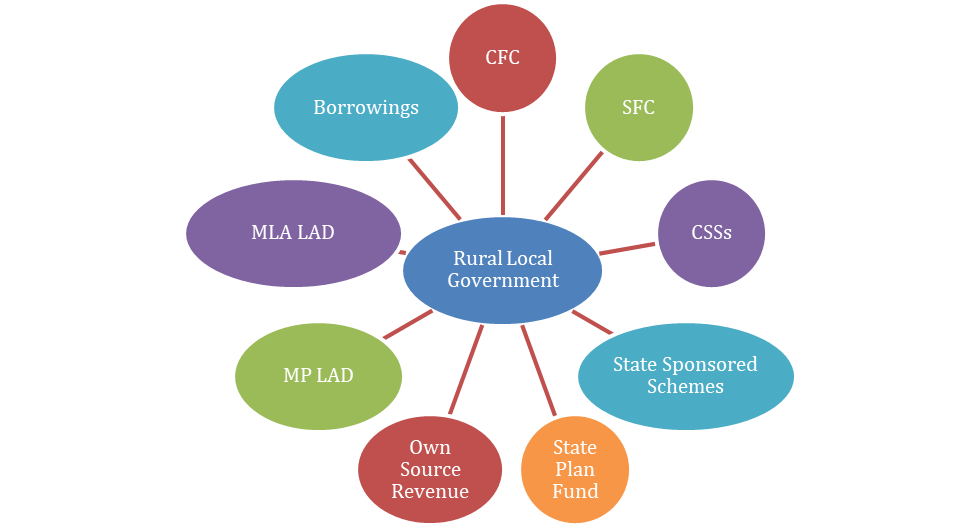 CFC
SFC
CSSs
State Sponsored
Schemes
State
Plan
Fund
Own
Source
Revenue
MP LAD
MLA LAD
Borrowings
Rural Local
Government